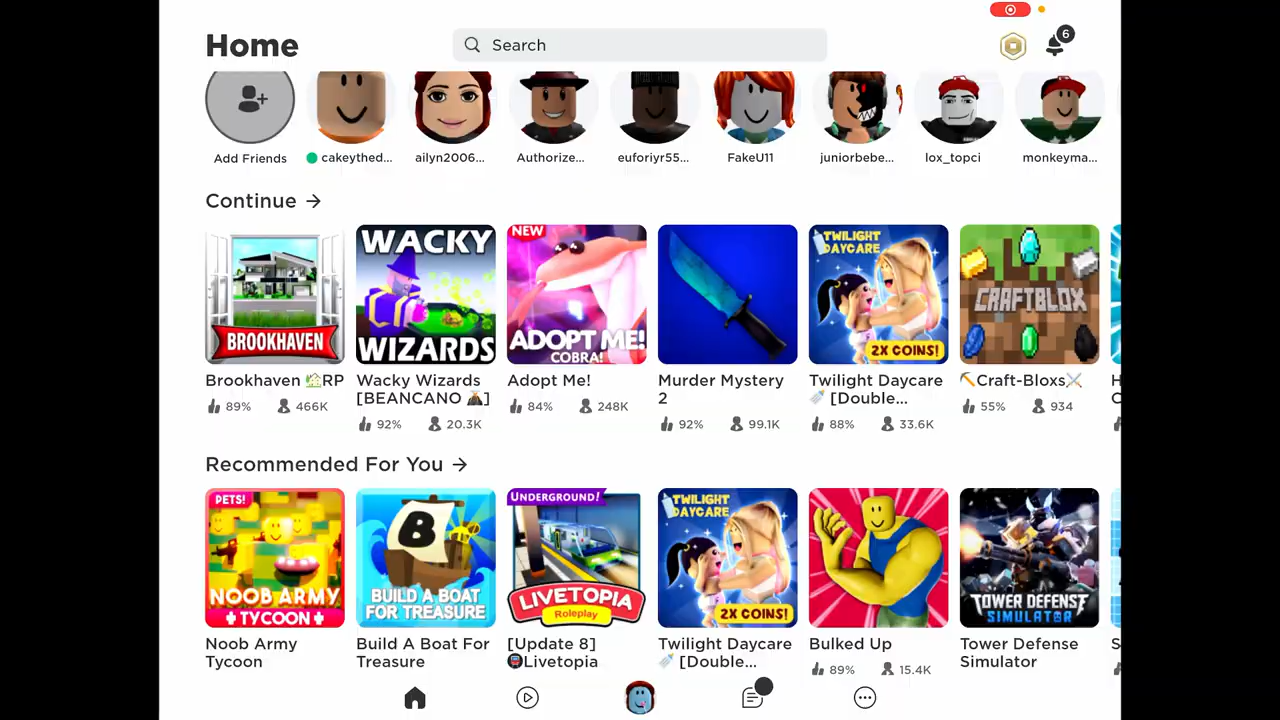 6
Home
Search
Add Friends
cakeythed...
ailyn2006...
Authorize...
euforiyr55...
FakeU11
juniorbebe...
lox_topci
monkeyma...
Continue →
BROOKHAVEN
WACKY
WIZARDS
NEW
ADOPT ME!
COBRA!
TWILIGHT
DAYCARE
2X COINS!
CRAFTBLOX
Brookhaven 🏡RP
89% 466K
Wacky Wizards
[BEANCANO 🌋]
92% 20.3K
Adopt Me!
84% 248K
Murder Mystery
2
92% 99.1K
Twilight Daycare
🍼 [Double...
88% 33.6K
⛏️Craft-Bloxs⚔️
55% 934
H
C
Recommended For You →
PETS!
NOOB ARMY
TYCOON
B
BUILD A BOAT
FOR TREASURE
UNDERGROUND!
LIVETOPIA
Roleplay
TWILIGHT
DAYCARE
2X COINS!
TOWER DEFENSE
SIMULATOR
Noob Army
Tycoon
Build A Boat For
Treasure
[Update 8]
🚇Livetopia
Twilight Daycare
🍼 [Double...
Bulked Up
89% 15.4K
Tower Defense
Simulator
S